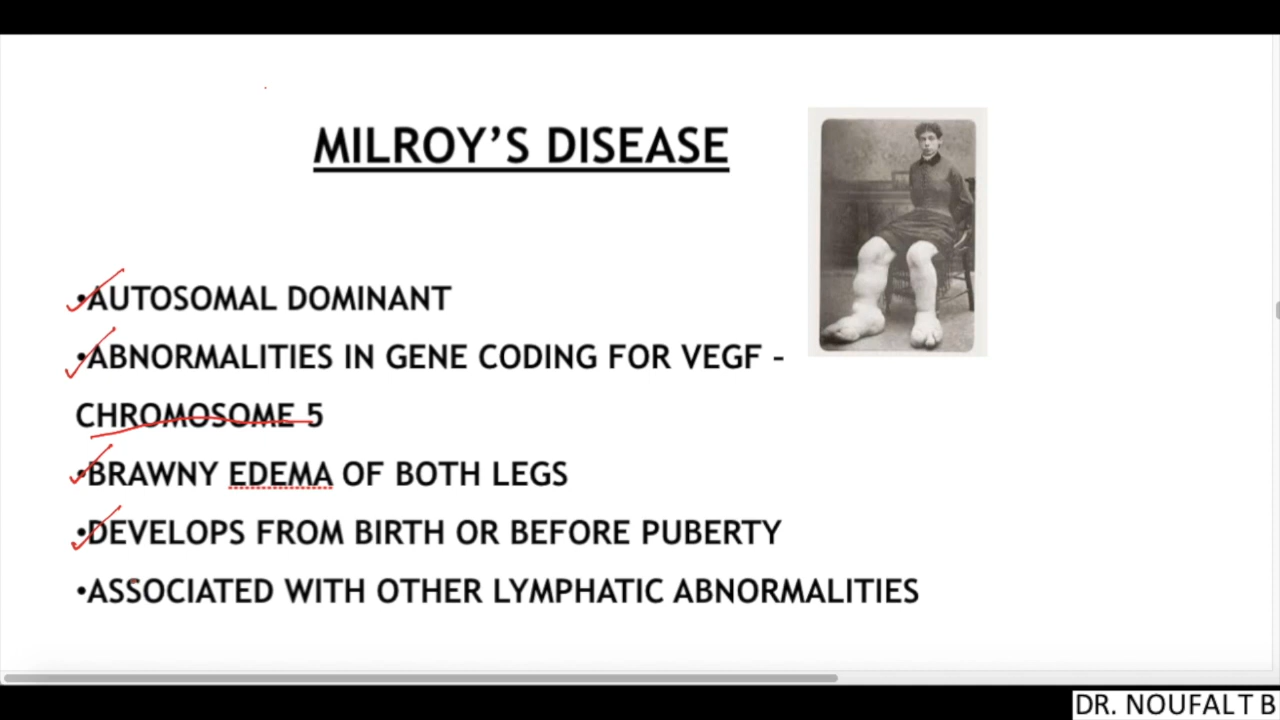 MILROY’S DISEASE
•AUTOSOMAL DOMINANT
•ABNORMALITIES IN GENE CODING FOR VEGF –
CHROMOSOME 5
•BRAWNY EDEMA OF BOTH LEGS
•DEVELOPS FROM BIRTH OR BEFORE PUBERTY
•ASSOCIATED WITH OTHER LYMPHATIC ABNORMALITIES
DR. NOUFALT B